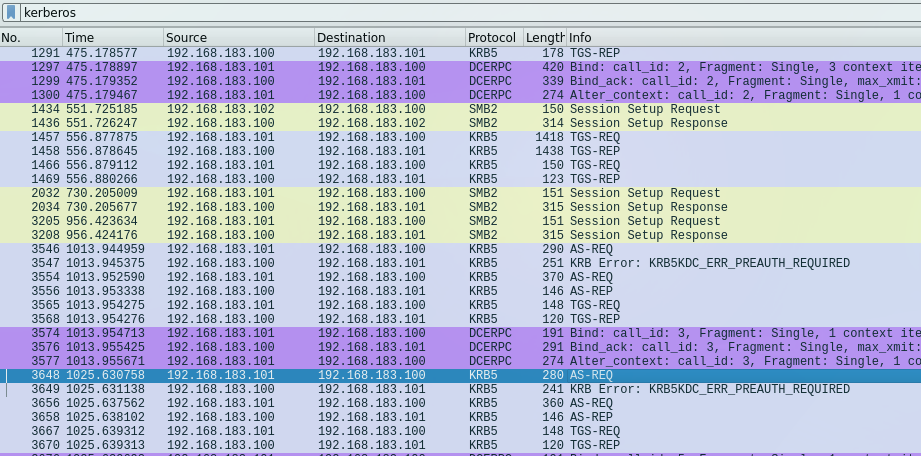 kerberos
No. Time Source Destination Protocol Length Info
1291 475.178577 192.168.183.100 192.168.183.101 KRB5 178 TGS-REP
1297 475.178897 192.168.183.101 192.168.183.100 DCERPC 420 Bind: call_id: 2, Fragment: Single, 3 context ite
1299 475.179352 192.168.183.100 192.168.183.101 DCERPC 339 Bind_ack: call_id: 2, Fragment: Single, max_xmit:
1300 475.179467 192.168.183.101 192.168.183.100 DCERPC 274 Alter_context: call_id: 2, Fragment: Single, 1 co
1434 551.725185 192.168.183.102 192.168.183.101 SMB2 150 Session Setup Request
1436 551.726247 192.168.183.101 192.168.183.102 SMB2 314 Session Setup Response
1457 556.877875 192.168.183.101 192.168.183.100 KRB5 1418 TGS-REQ
1458 556.878645 192.168.183.100 192.168.183.101 KRB5 1438 TGS-REP
1466 556.879112 192.168.183.101 192.168.183.100 KRB5 150 TGS-REQ
1469 556.880266 192.168.183.100 192.168.183.101 KRB5 123 TGS-REP
2032 730.205009 192.168.183.101 192.168.183.100 SMB2 151 Session Setup Request
2034 730.205677 192.168.183.100 192.168.183.101 SMB2 315 Session Setup Response
3205 956.423634 192.168.183.101 192.168.183.100 SMB2 151 Session Setup Request
3208 956.424176 192.168.183.100 192.168.183.101 SMB2 315 Session Setup Response
3546 1013.944959 192.168.183.101 192.168.183.100 KRB5 290 AS-REQ
3547 1013.945375 192.168.183.100 192.168.183.101 KRB5 251 KRB Error: KRB5KDC_ERR_PREAUTH_REQUIRED
3554 1013.952590 192.168.183.101 192.168.183.100 KRB5 370 AS-REQ
3556 1013.953338 192.168.183.100 192.168.183.101 KRB5 146 AS-REP
3565 1013.954275 192.168.183.101 192.168.183.100 KRB5 148 TGS-REQ
3568 1013.954276 192.168.183.100 192.168.183.101 KRB5 120 TGS-REP
3574 1013.954713 192.168.183.101 192.168.183.100 DCERPC 191 Bind: call_id: 3, Fragment: Single, 1 context ite
3576 1013.955425 192.168.183.100 192.168.183.101 DCERPC 291 Bind_ack: call_id: 3, Fragment: Single, max_xmit:
3577 1013.955671 192.168.183.101 192.168.183.100 DCERPC 274 Alter_context: call_id: 3, Fragment: Single, 1 co
3648 1025.630758 192.168.183.101 192.168.183.100 KRB5 280 AS-REQ
3649 1025.631138 192.168.183.100 192.168.183.101 KRB5 241 KRB Error: KRB5KDC_ERR_PREAUTH_REQUIRED
3656 1025.637562 192.168.183.101 192.168.183.100 KRB5 360 AS-REQ
3658 1025.638102 192.168.183.100 192.168.183.101 KRB5 146 AS-REP
3667 1025.639312 192.168.183.101 192.168.183.100 KRB5 148 TGS-REQ
3670 1025.639313 192.168.183.100 192.168.183.101 KRB5 120 TGS-REP